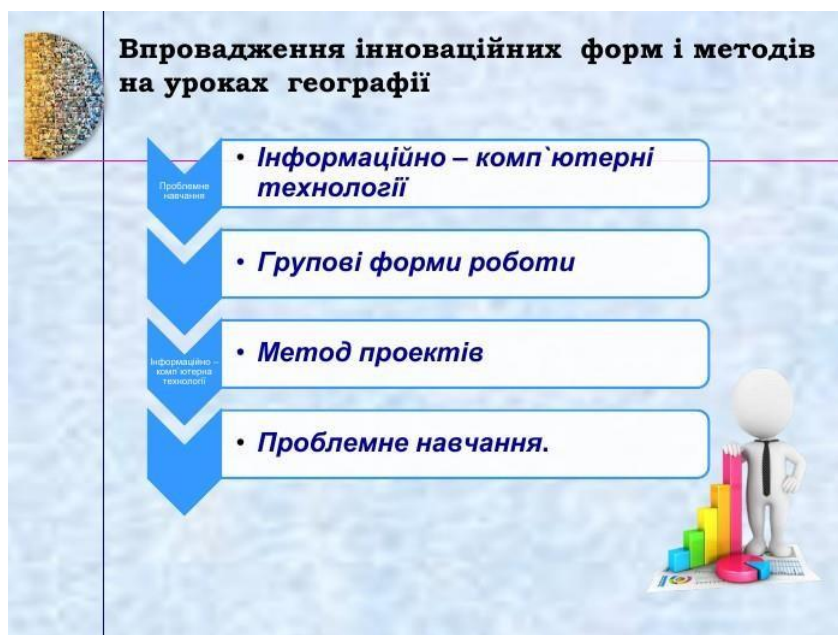 Впровадження інноваційних форм і методів
на уроках географії
Проблемне
навчання
• Інформаційно – комп`ютерні
технології
• Групові форми роботи
Інформаційно –
комп`ютерна
технології
• Метод проектів
• Проблемне навчання.